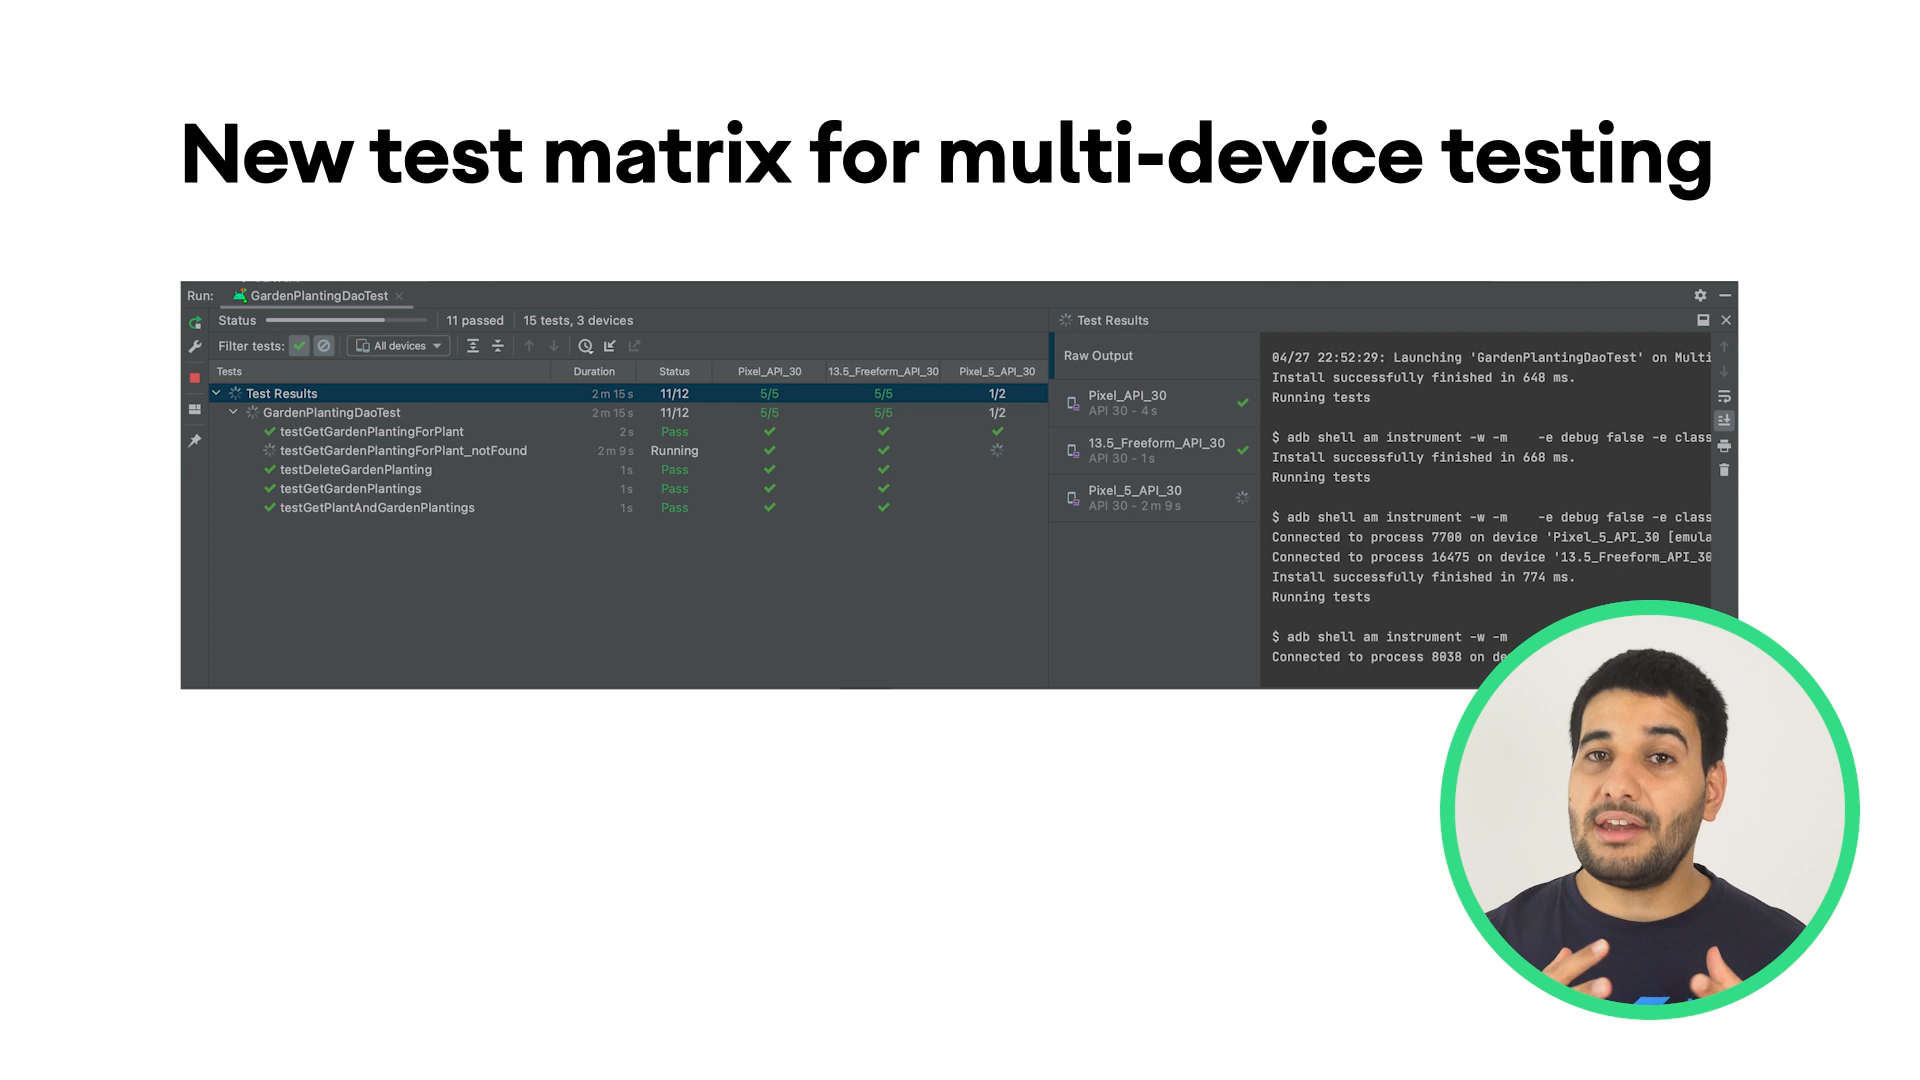 New test matrix for multi-device testing
Run: GardenPlantingDaoTest
Status 11 passed 15 tests, 3 devices
Filter tests: All devices
Tests Duration Status Pixel_API_30 13.5_Freeform_API_30 Pixel_5_API_30
Test Results 2 m 15 s 11/12 5/5 5/5 1/2
GardenPlantingDaoTest 2 m 15 s 11/12 5/5 5/5 1/2
testGetGardenPlantingForPlant 2 s Pass
testGetGardenPlantingForPlant_notFound 2 m 9 s Running
testDeleteGardenPlanting 1 s Pass
testGetGardenPlantings 1 s Pass
testGetPlantAndGardenPlantings 1 s Pass
Test Results
Raw Output
Pixel_API_30
API 30 - 4 s
13.5_Freeform_API_30
API 30 - 1 s
Pixel_5_API_30
API 30 - 2 m 9 s
04/27 22:52:29: Launching 'GardenPlantingDaoTest' on Multi
Install successfully finished in 648 ms.
Running tests
$ adb shell am instrument -w -m -e debug false -e class
Install successfully finished in 668 ms.
Running tests
$ adb shell am instrument -w -m -e debug false -e class
Connected to process 7700 on device 'Pixel_5_API_30 [emula
Connected to process 16475 on device '13.5_Freeform_API_30
Install successfully finished in 774 ms.
Running tests
$ adb shell am instrument -w -m
Connected to process 8038 on de